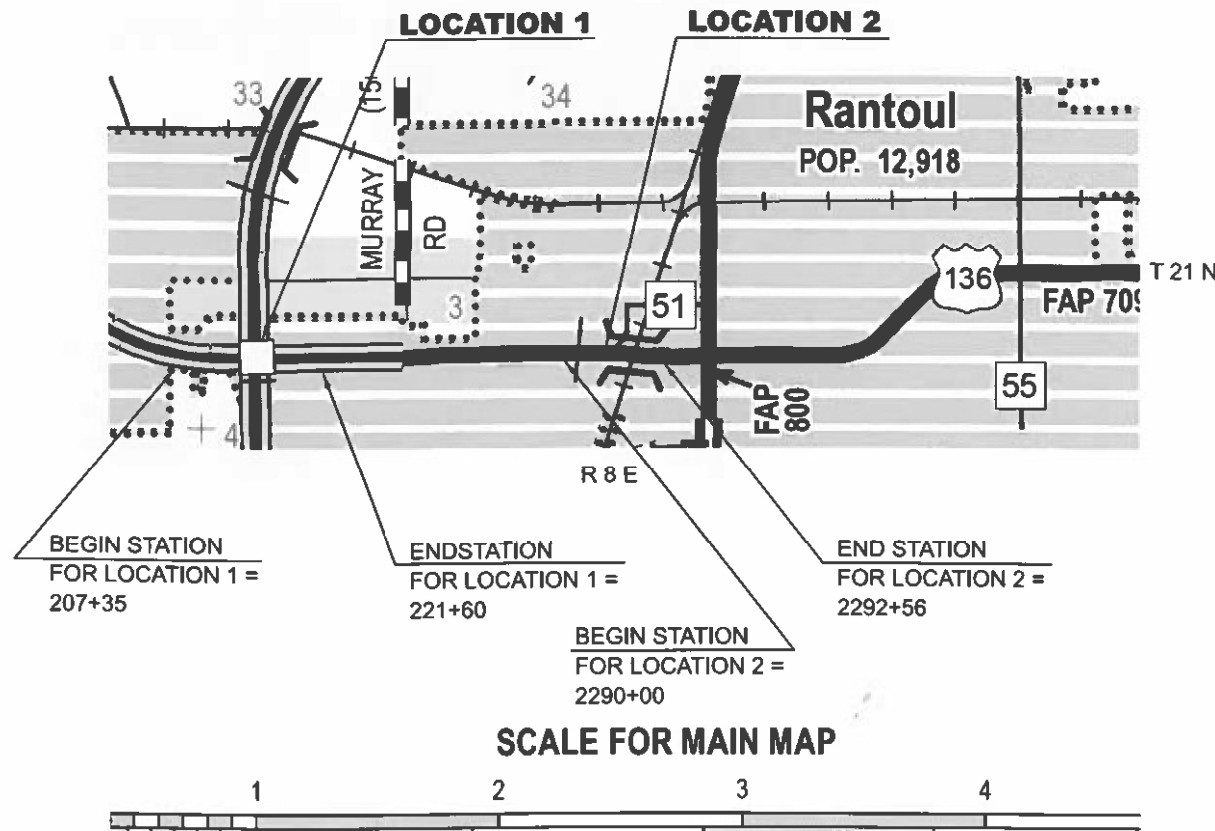 LOCATION 1
LOCATION 2
33
(15
34
Rantoul
POP. 12,918
MURRAY
RD
136
T 21 N
51
3
FAP 709
55
FAP
800
4
R 8 E
BEGIN STATION
FOR LOCATION 1 =
207+35
ENDSTATION
FOR LOCATION 1 =
221+60
END STATION
FOR LOCATION 2 =
2292+56
BEGIN STATION
FOR LOCATION 2 =
2290+00
SCALE FOR MAIN MAP
1
2
3
4